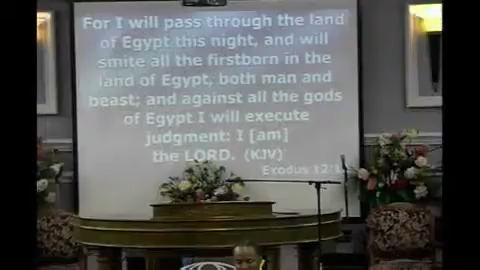 For I will pass through the land
of Egypt this night, and will
smite all the firstborn in the
land of Egypt, both man and
beast; and against all the gods
of Egypt I will execute
judgment: I [am]
the LORD. (KJV)
Exodus